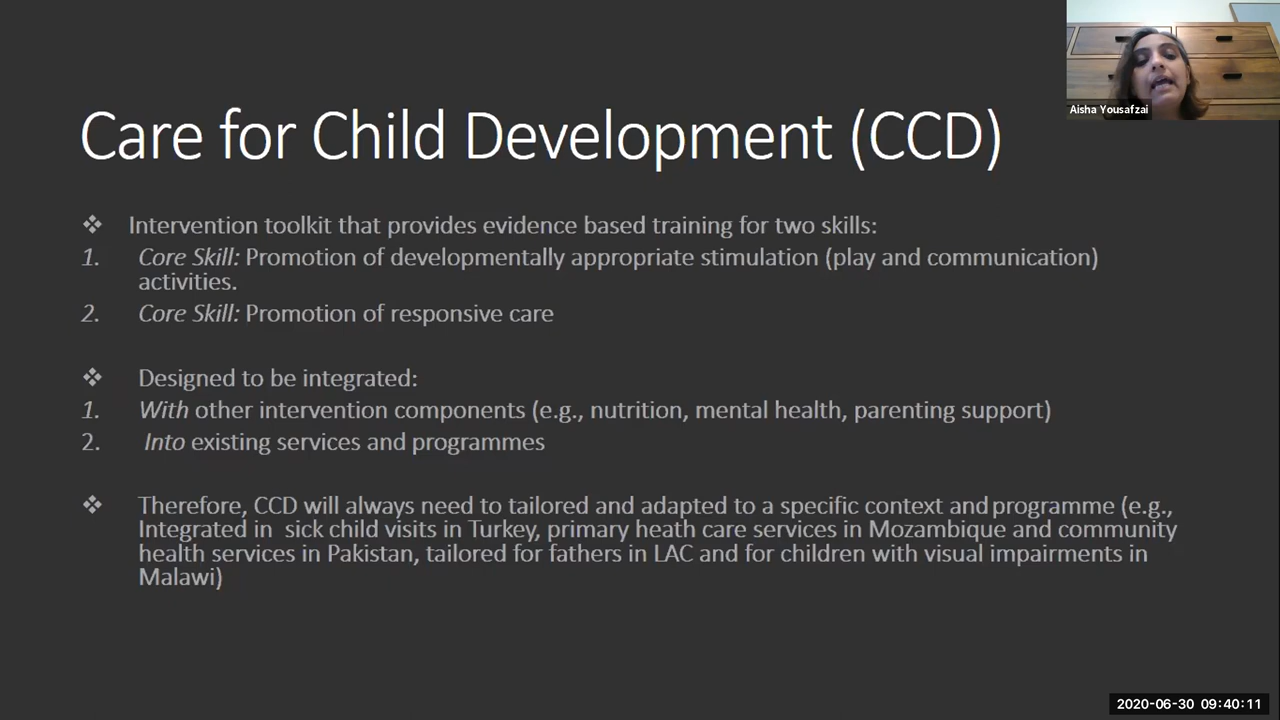 Aisha Yousafzai
Care for Child Development (CCD)
❖ Intervention toolkit that provides evidence based training for two skills:
1. Core Skill: Promotion of developmentally appropriate stimulation (play and communication)
activities.
2. Core Skill: Promotion of responsive care
❖ Designed to be integrated:
1. With other intervention components (e.g., nutrition, mental health, parenting support)
2. Into existing services and programmes
❖ Therefore, CCD will always need to tailored and adapted to a specific context and programme (e.g.,
Integrated in sick child visits in Turkey, primary heath care services in Mozambique and community
health services in Pakistan, tailored for fathers in LAC and for children with visual impairments in
Malawi)
2020-06-30 09:40:11